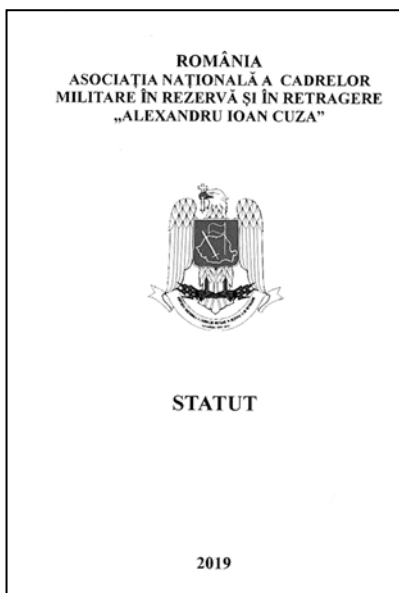 ROMÂNIA
ASOCIAȚIA NAȚIONALĂ A CADRELOR
MILITARE ÎN REZERVĂ ȘI ÎN RETRAGERE
„ALEXANDRU IOAN CUZA”
STATUT
2019